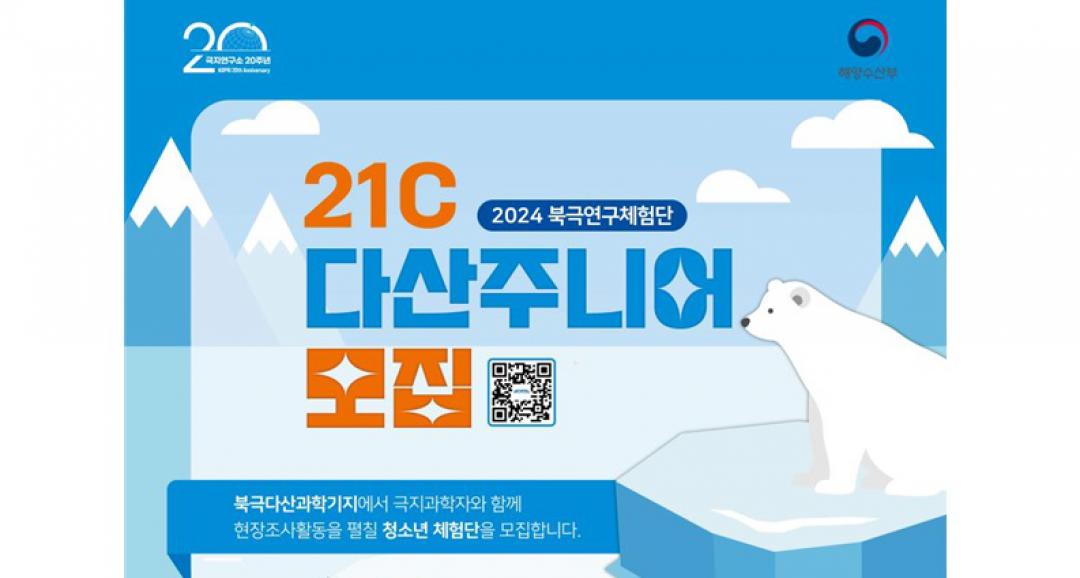 20
극지연구소 20주년
KOPRI 20th Anniversary
해양수산부
21C
2024 북극연구체험단
다산주니어
모집
북극다산과학기지에서 극지과학자와 함께
현장조사활동을 펼칠 청소년 체험단을 모집합니다.